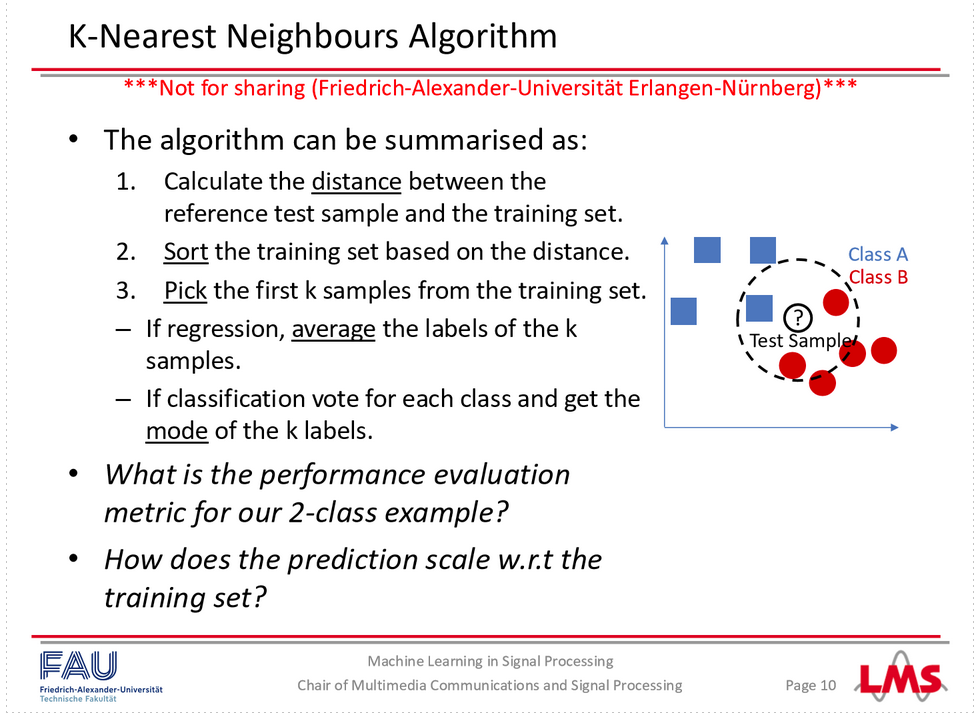 K-Nearest Neighbours Algorithm
***Not for sharing (Friedrich-Alexander-Universität Erlangen-Nürnberg)***
• The algorithm can be summarised as:
1. Calculate the distance between the
reference test sample and the training set.
2. Sort the training set based on the distance.
3. Pick the first k samples from the training set.
– If regression, average the labels of the k
samples.
– If classification vote for each class and get the
mode of the k labels.
• What is the performance evaluation
metric for our 2-class example?
• How does the prediction scale w.r.t the
training set?
Class A
Class B
?
Test Sample
FAU
Friedrich-Alexander-Universität
Technische Fakultät
Machine Learning in Signal Processing
Chair of Multimedia Communications and Signal Processing
Page 10
LMS